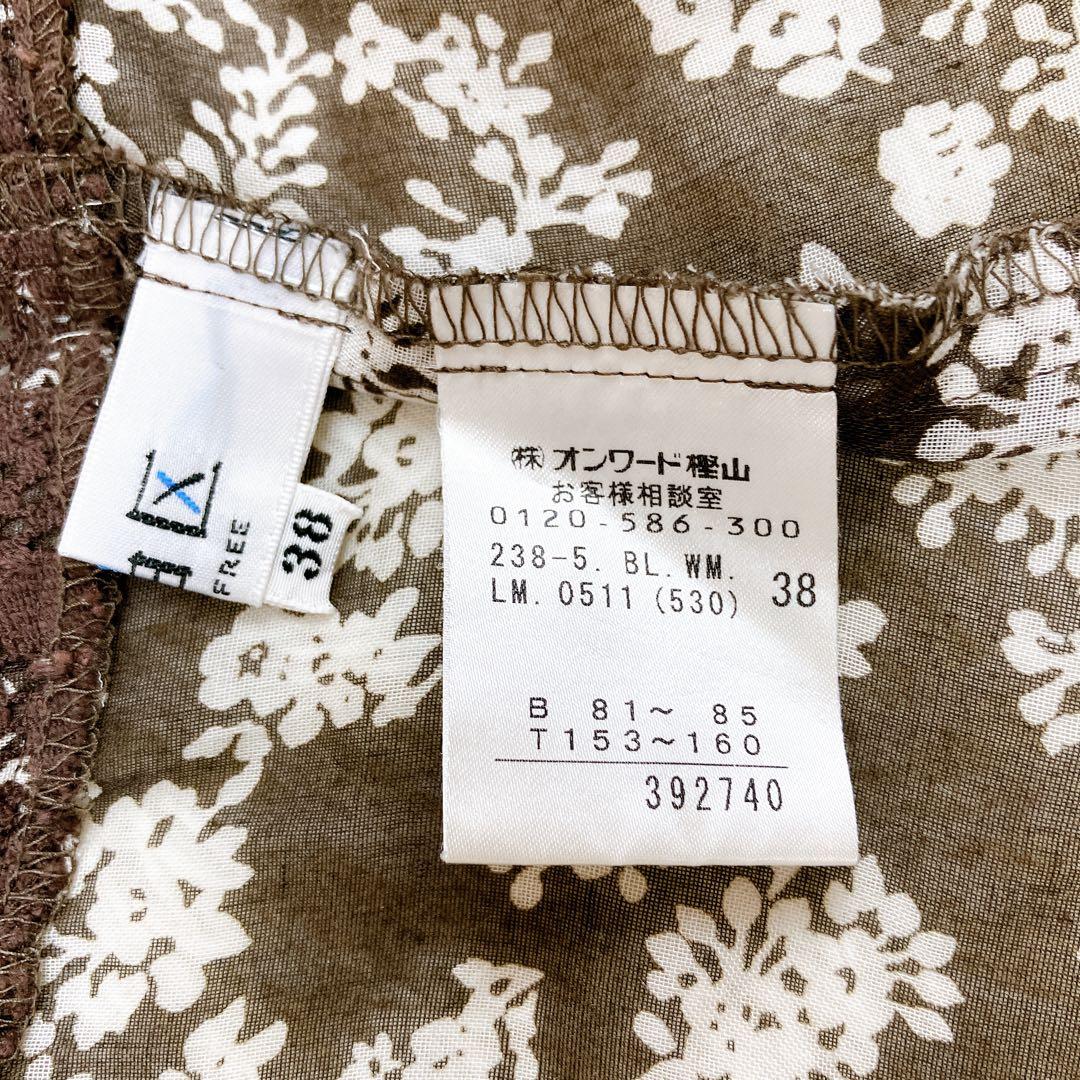 ㈱オンワード樫山
お客様相談室
0120-586-300
238-5. BL. WM.
LM. 0511 (530) 38
B 81〜 85
T 153〜160
392740
FREE
38